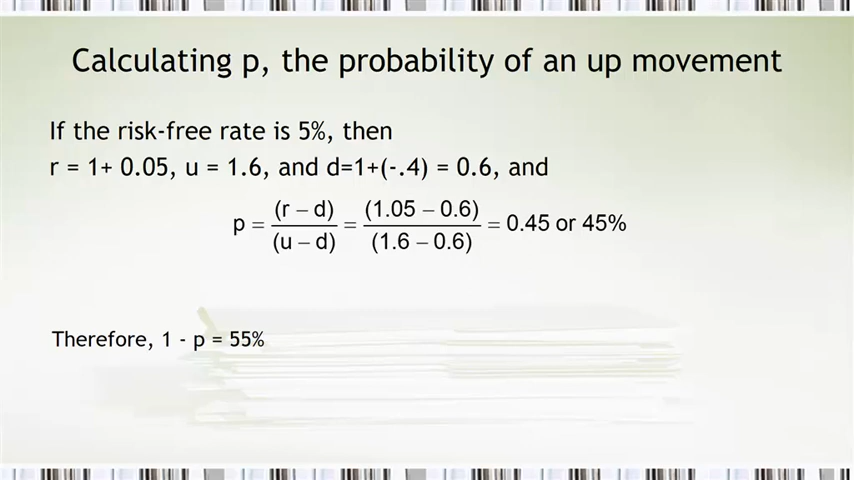 Calculating p, the probability of an up movement
If the risk-free rate is 5%, then
r = 1+ 0.05, u = 1.6, and d=1+(-.4) = 0.6, and
p = (r – d) / (u – d) = (1.05 – 0.6) / (1.6 – 0.6) = 0.45 or 45%
Therefore, 1 - p = 55%